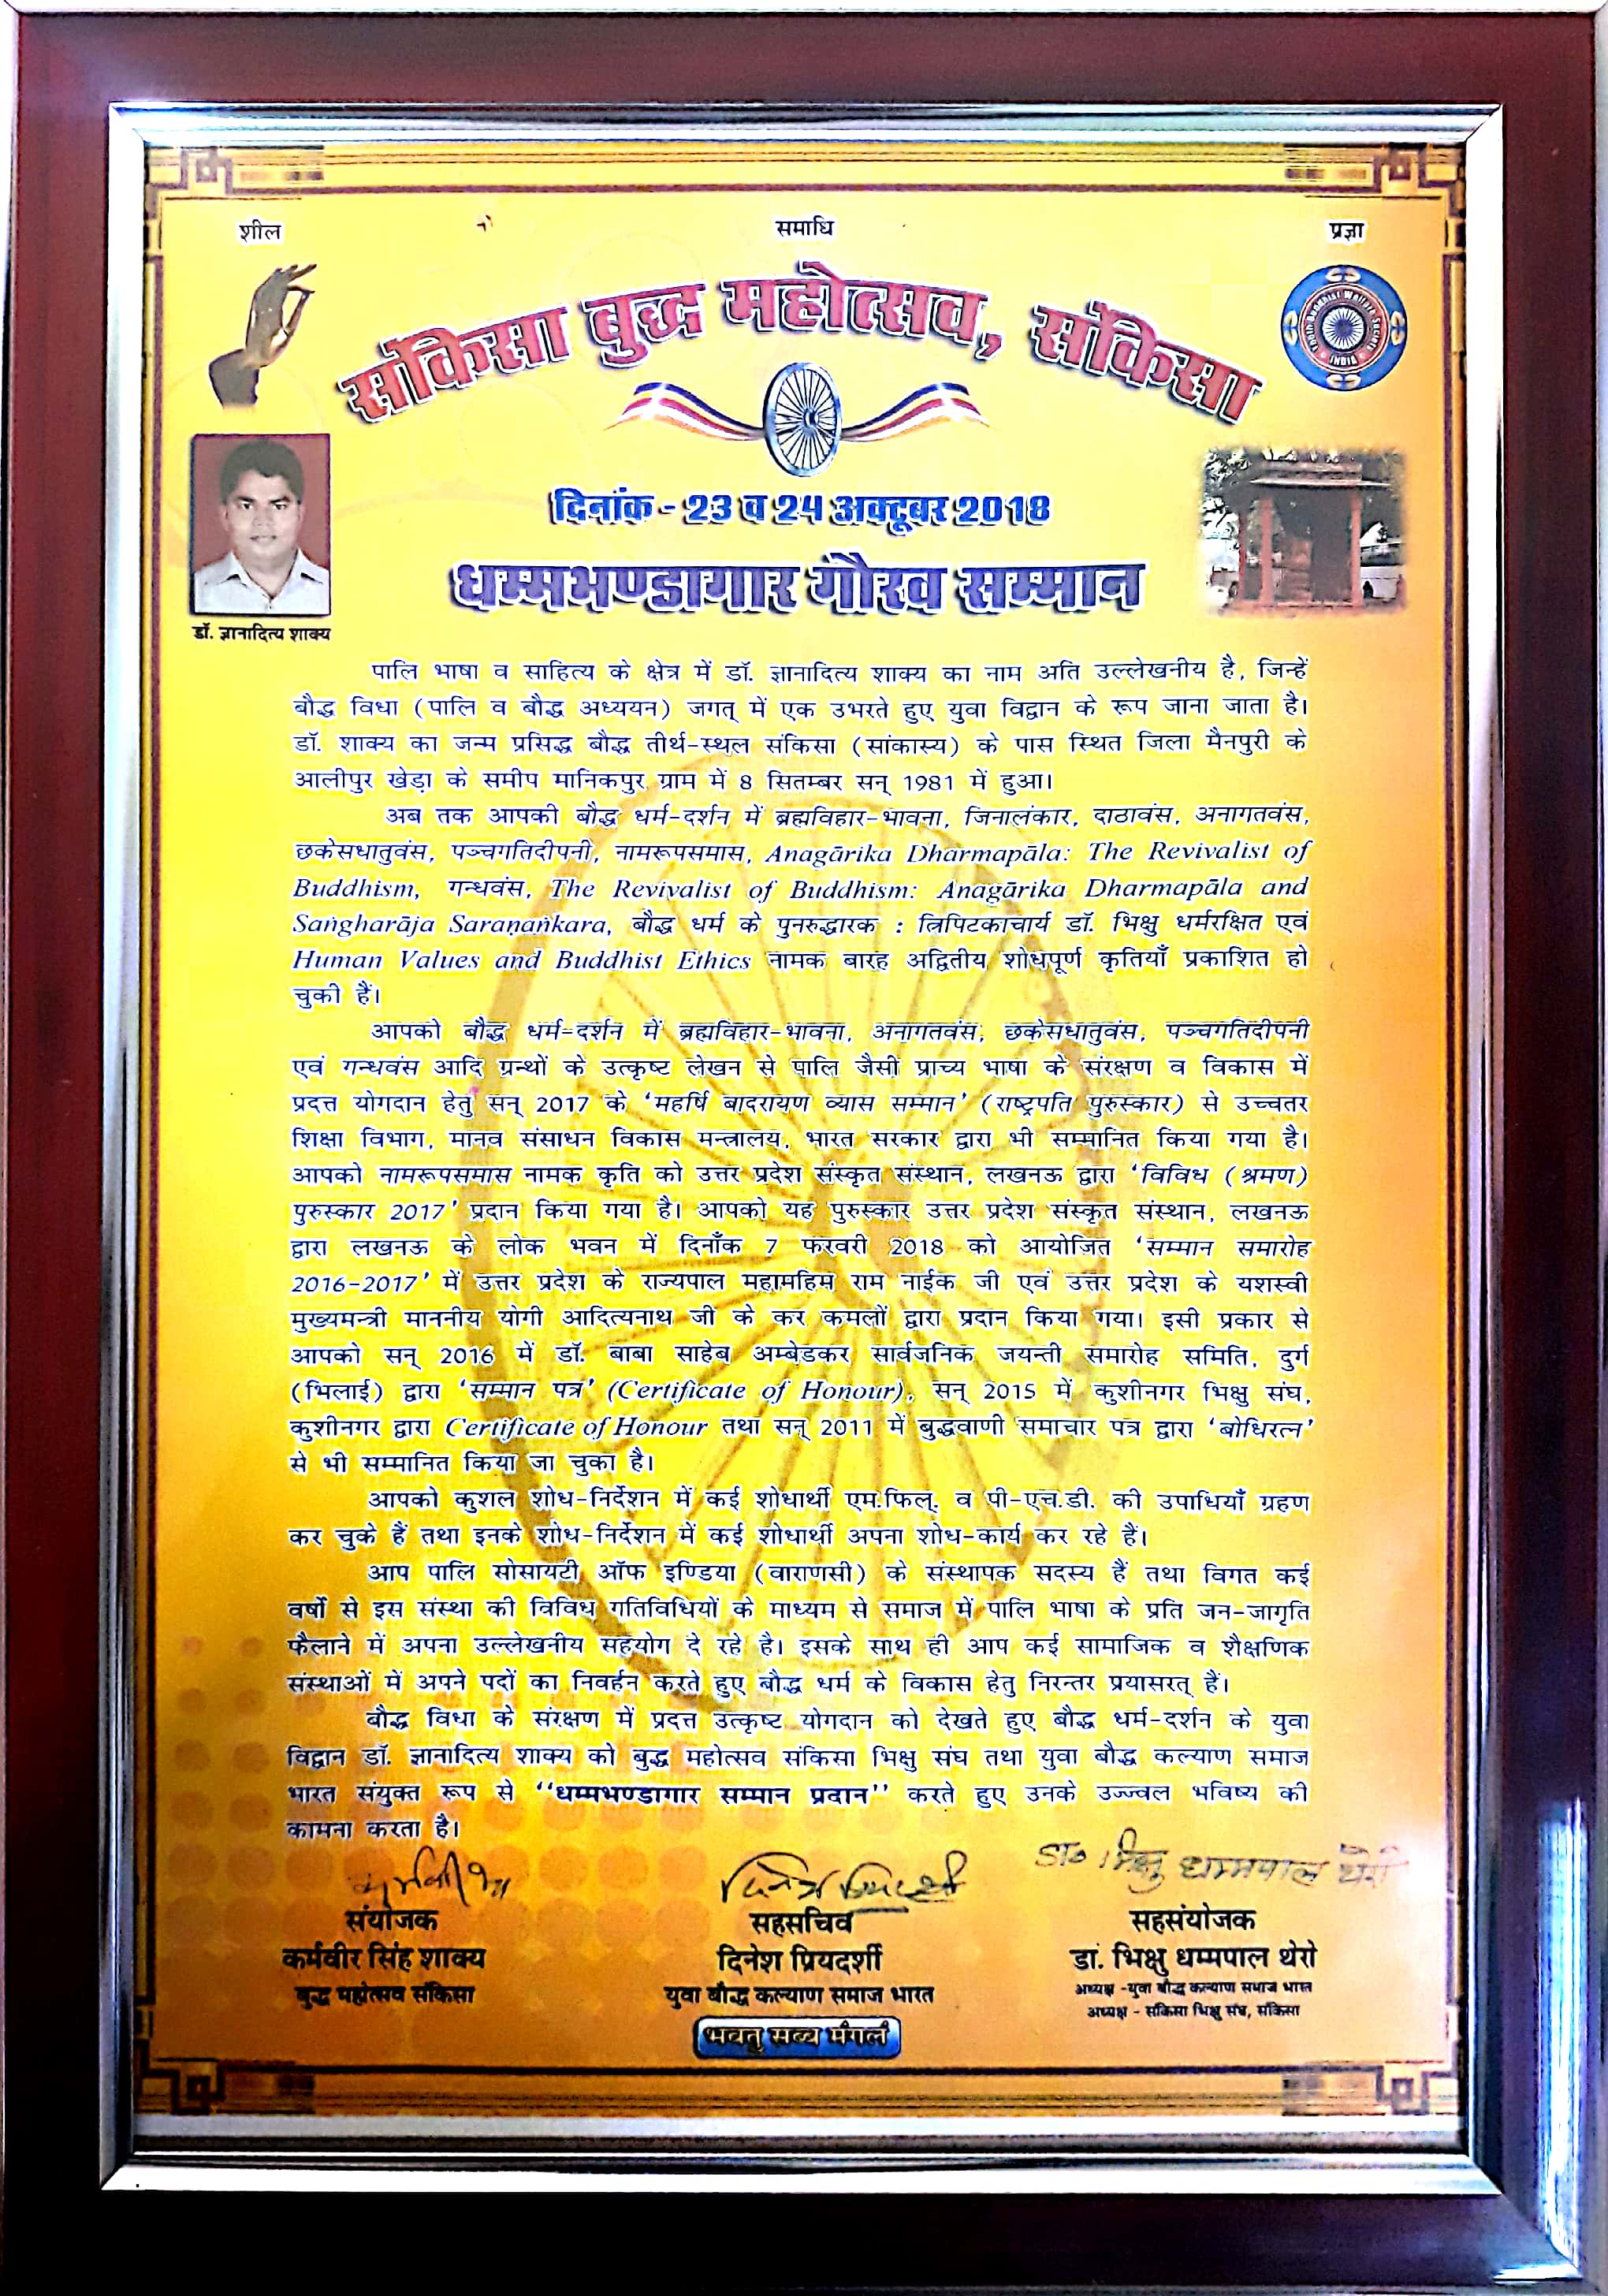 शील
समाधि
प्रज्ञा
संकिसा बुद्ध महोत्सव, संकिसा
Youth Buddhist Welfare Society
INDIA
दिनांक - 23 व 24 अक्टूबर 2018
धम्मभण्डागार गौरव सम्मान
डॉ. ज्ञानादित्य शाक्य
पालि भाषा व साहित्य के क्षेत्र में डॉ. ज्ञानादित्य शाक्य का नाम अति उल्लेखनीय है, जिन्हें
बौद्ध विधा (पालि व बौद्ध अध्ययन) जगत् में एक उभरते हुए युवा विद्वान के रूप जाना जाता है।
डॉ. शाक्य का जन्म प्रसिद्ध बौद्ध तीर्थ-स्थल संकिसा (सांकास्य) के पास स्थित जिला मैनपुरी के
आलीपुर खेड़ा के समीप मानिकपुर ग्राम में 8 सितम्बर सन् 1981 में हुआ।
अब तक आपकी बौद्ध धर्म-दर्शन में ब्रह्मविहार-भावना, जिनालंकार, दाठावंस, अनागतवंस,
छकेसधातुवंस, पञ्चगतिदीपनी, नामरूपसमास, Anagārika Dharmapāla: The Revivalist of
Buddhism, गन्धवंस, The Revivalist of Buddhism: Anagārika Dharmapāla and
Saṅgharāja Saraṇaṅkara, बौद्ध धर्म के पुनरुद्धारक : त्रिपिटकाचार्य डॉ. भिक्षु धर्मरक्षित एवं
Human Values and Buddhist Ethics नामक बारह अद्वितीय शोधपूर्ण कृतियाँ प्रकाशित हो
चुकी हैं।
आपको बौद्ध धर्म-दर्शन में ब्रह्मविहार-भावना, अनागतवंस, छकेसधातुवंस, पञ्चगतिदीपनी
एवं गन्धवंस आदि ग्रन्थों के उत्कृष्ट लेखन से पालि जैसी प्राच्य भाषा के संरक्षण व विकास में
प्रदत्त योगदान हेतु सन् 2017 के ‘महर्षि बादरायण व्यास सम्मान’ (राष्ट्रपति पुरुस्कार) से उच्चतर
शिक्षा विभाग, मानव संसाधन विकास मन्त्रालय, भारत सरकार द्वारा भी सम्मानित किया गया है।
आपको नामरूपसमास नामक कृति को उत्तर प्रदेश संस्कृत संस्थान, लखनऊ द्वारा ‘विविध (श्रमण)
पुरुस्कार 2017’ प्रदान किया गया है। आपको यह पुरुस्कार उत्तर प्रदेश संस्कृत संस्थान, लखनऊ
द्वारा लखनऊ के लोक भवन में दिनाँक 7 फरवरी 2018 को आयोजित ‘सम्मान समारोह
2016-2017’ में उत्तर प्रदेश के राज्यपाल महामहिम राम नाईक जी एवं उत्तर प्रदेश के यशस्वी
मुख्यमन्त्री माननीय योगी आदित्यनाथ जी के कर कमलों द्वारा प्रदान किया गया। इसी प्रकार से
आपको सन् 2016 में डॉ. बाबा साहेब अम्बेडकर सार्वजनिक जयन्ती समारोह समिति, दुर्ग
(भिलाई) द्वारा ‘सम्मान पत्र’ (Certificate of Honour), सन् 2015 में कुशीनगर भिक्षु संघ,
कुशीनगर द्वारा Certificate of Honour तथा सन् 2011 में बुद्धवाणी समाचार पत्र द्वारा ‘बोधिरत्न’
से भी सम्मानित किया जा चुका है।
आपको कुशल शोध-निर्देशन में कई शोधार्थी एम.फिल्. व पी-एच.डी. की उपाधियाँ ग्रहण
कर चुके हैं तथा इनके शोध-निर्देशन में कई शोधार्थी अपना शोध-कार्य कर रहे हैं।
आप पालि सोसायटी ऑफ इण्डिया (वाराणसी) के संस्थापक सदस्य हैं तथा विगत कई
वर्षों से इस संस्था की विविध गतिविधियों के माध्यम से समाज में पालि भाषा के प्रति जन-जागृति
फैलाने में अपना उल्लेखनीय सहयोग दे रहे है। इसके साथ ही आप कई सामाजिक व शैक्षणिक
संस्थाओं में अपने पदों का निवर्हन करते हुए बौद्ध धर्म के विकास हेतु निरन्तर प्रयासरत् हैं।
बौद्ध विधा के संरक्षण में प्रदत्त उत्कृष्ट योगदान को देखते हुए बौद्ध धर्म-दर्शन के युवा
विद्वान डॉ. ज्ञानादित्य शाक्य को बुद्ध महोत्सव संकिसा भिक्षु संघ तथा युवा बौद्ध कल्याण समाज
भारत संयुक्त रूप से ‘‘धम्मभण्डागार सम्मान प्रदान’’ करते हुए उनके उज्ज्वल भविष्य की
कामना करता है।
डा० भिक्षु धम्मपाल थेरो
संयोजक
सहसचिव
सहसंयोजक
कर्मवीर सिंह शाक्य
दिनेश प्रियदर्शी
डा. भिक्षु धम्मपाल थेरो
बुद्ध महोत्सव संकिसा
युवा बौद्ध कल्याण समाज भारत
अध्यक्ष -युवा बौद्ध कल्याण समाज भारत
अध्यक्ष - संकिसा भिक्षु संघ, संकिसा
भवतु सब्ब मंगलं